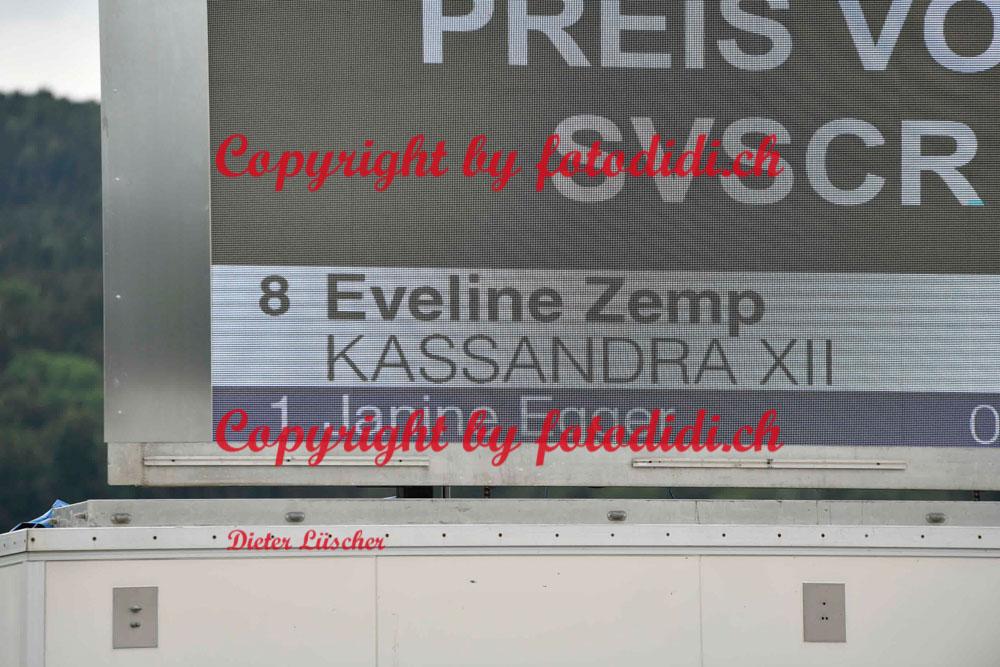 PREIS VO
SVSCR
Copyright by fotodidi.ch
8 Eveline Zemp
KASSANDRA XII
1. Janine Egger 0
Copyright by fotodidi.ch
Dieter Lüscher